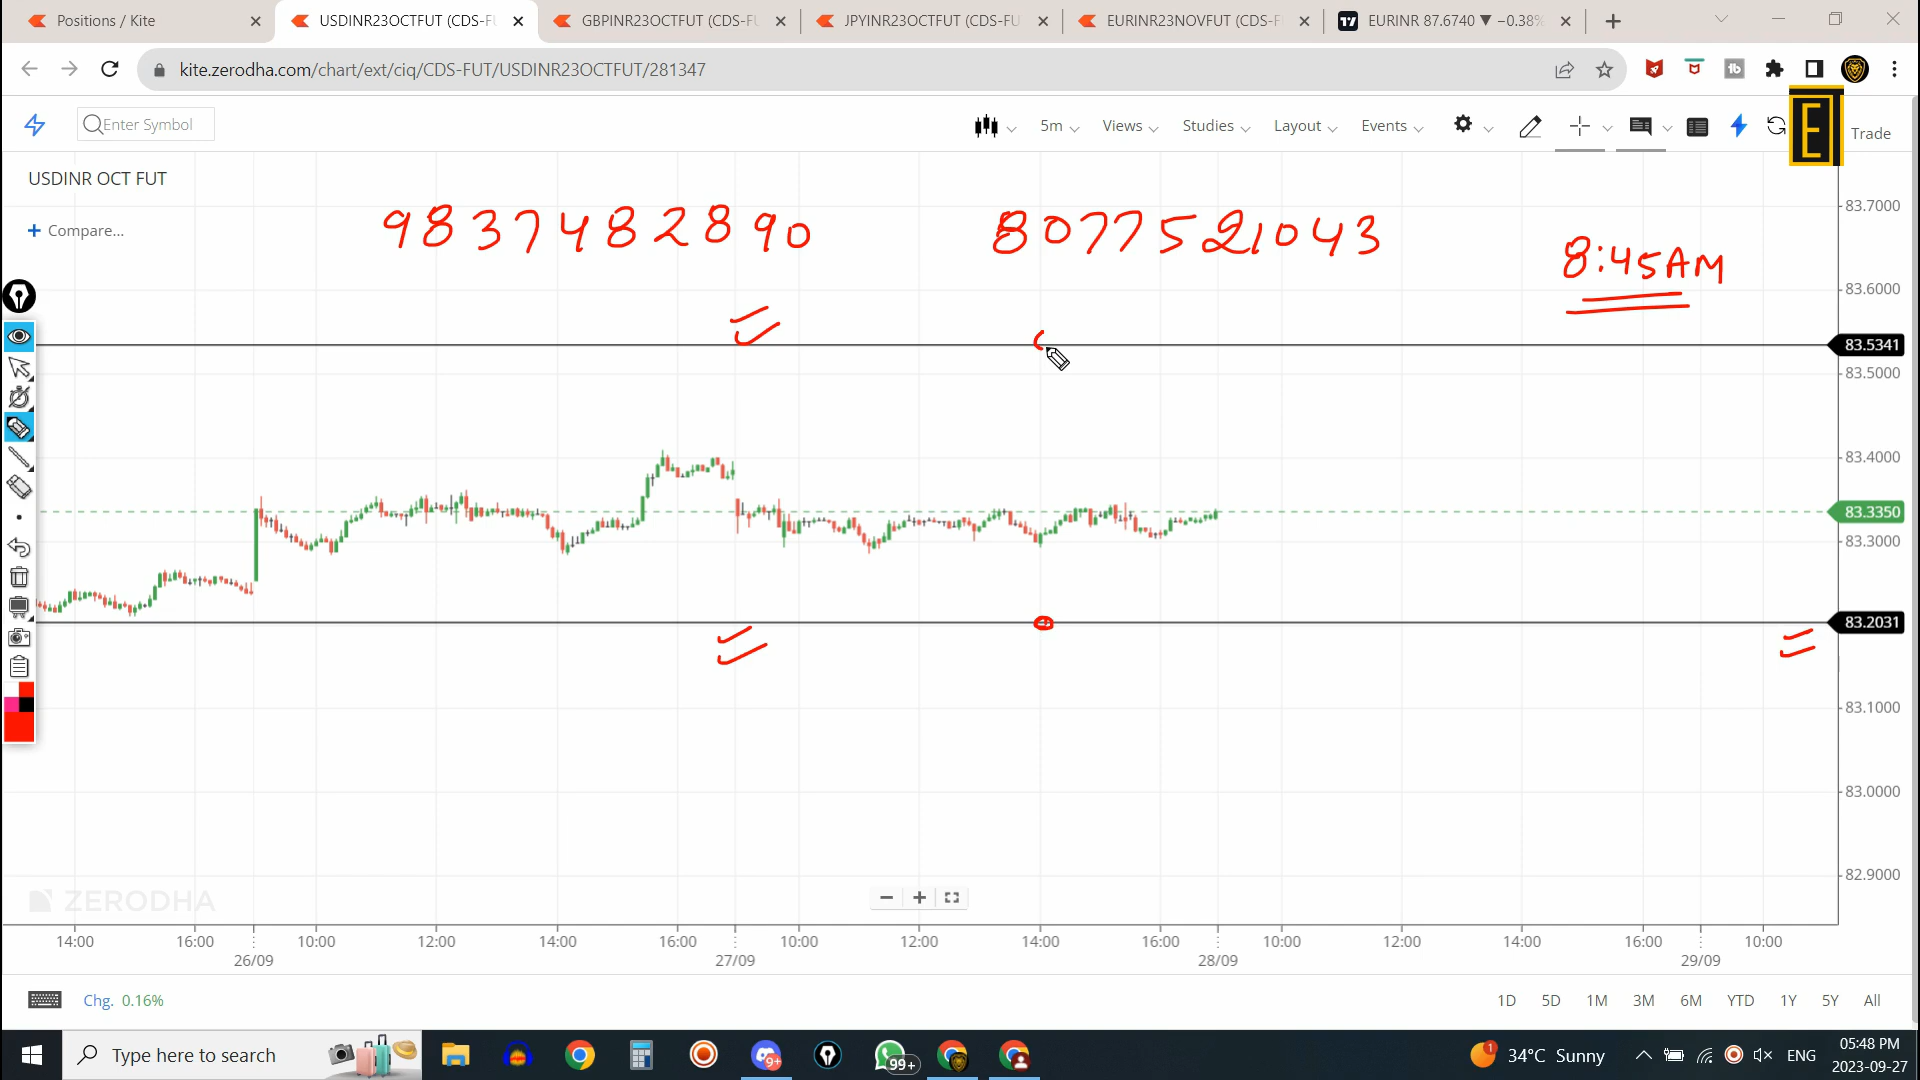 Positions / Kite
USDINR23OCTFUT (CDS-FU
GBPINR23OCTFUT (CDS-FU
JPYINR23OCTFUT (CDS-FU
EURINR23NOVFUT (CDS-F
EURINR 87.6740 ▼ −0.38%
kite.zerodha.com/chart/ext/ciq/CDS-FUT/USDINR23OCTFUT/281347
Enter Symbol
5m
Views
Studies
Layout
Events
E
Trade
USDINR OCT FUT
+ Compare...
9837482890
8077521043
8:45AM
83.7000
83.6000
83.5341
83.5000
83.4000
83.3350
83.3000
83.2031
83.1000
83.0000
82.9000
ZERODHA
14:00 16:00 10:00 12:00 14:00 16:00 10:00 12:00 14:00 16:00 10:00 12:00 14:00 16:00 10:00
26/09 27/09 28/09 29/09
Chg. 0.16%
1D 5D 1M 3M 6M YTD 1Y 5Y All
Type here to search
9+
99+
1
34°C Sunny
ENG
05:48 PM
2023-09-27